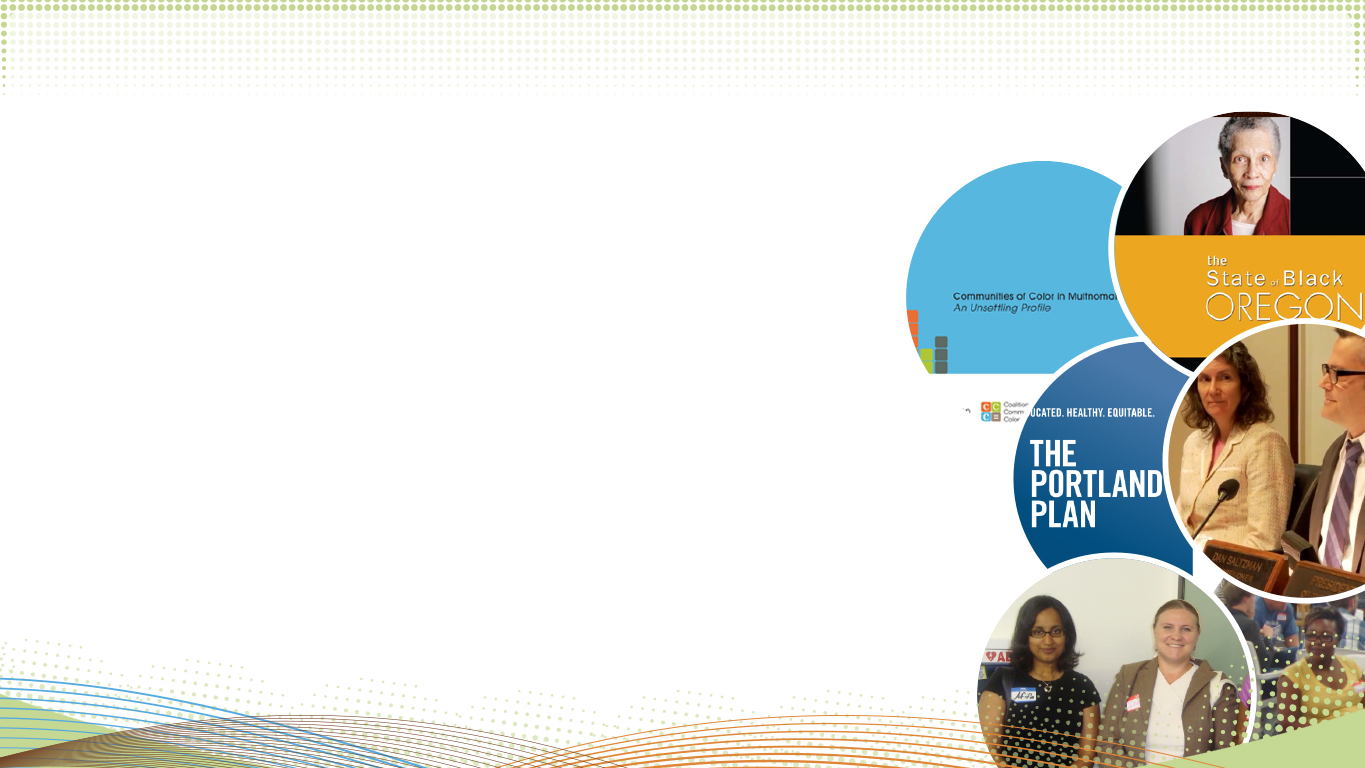 the
State of Black
OREGON
Communities of Color in Multnoma
An Unsettling Profile
Coalition
Comm
Color
UCATED. HEALTHY. EQUITABLE.
THE
PORTLAND
PLAN
DAN SALTZMAN
PRESIDENT